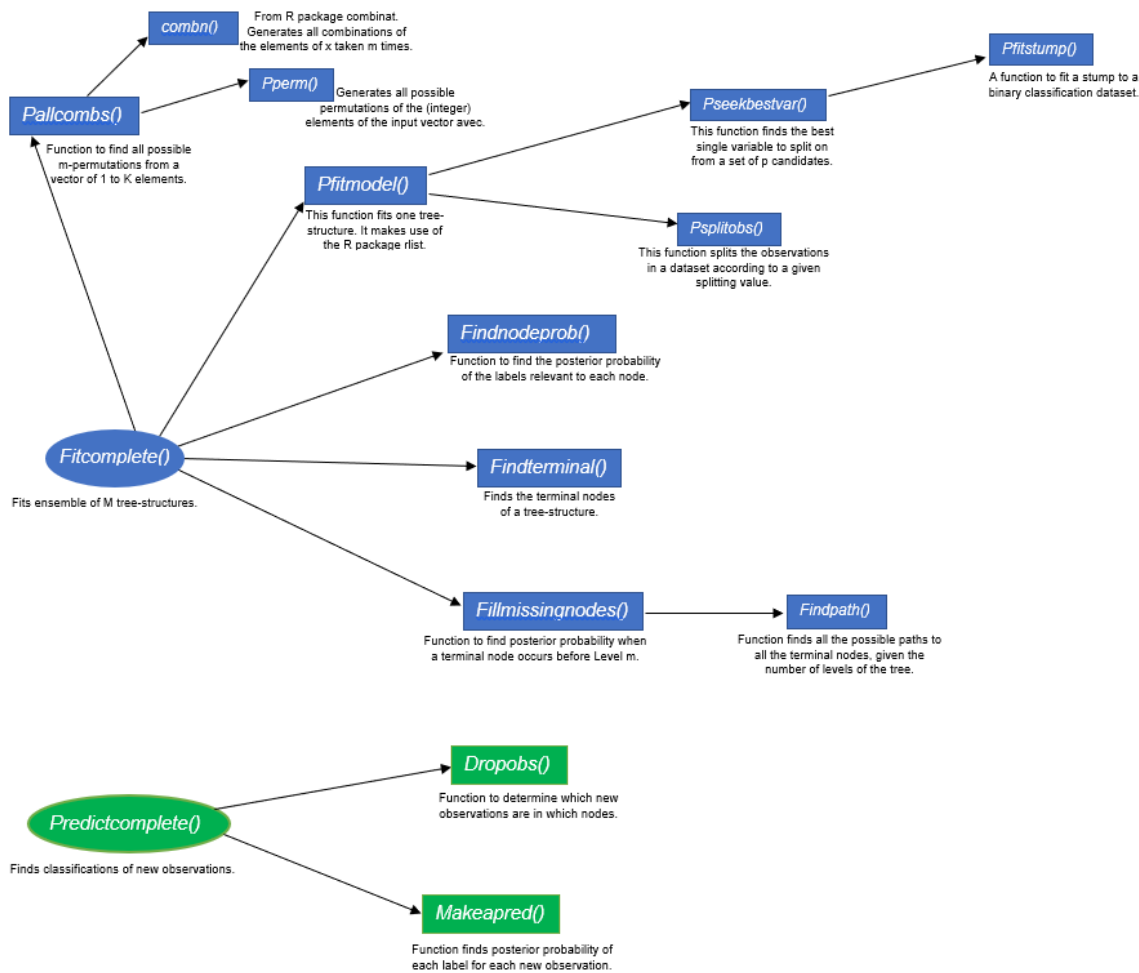 combn()
From R package combinat.
Generates all combinations of
the elements of x taken m times.
Pperm()
Generates all possible
permutations of the (integer)
elements of the input vector avec.
Pallcombs()
Function to find all possible
m-permutations from a
vector of 1 to K elements.
Pfitstump()
A function to fit a stump to a
binary classification dataset.
Pseekbestvar()
This function finds the best
single variable to split on
from a set of p candidates.
Pfitmodel()
This function fits one tree-
structure. It makes use of
the R package rlist.
Psplitobs()
This function splits the observations
in a dataset according to a given
splitting value.
Findnodeprob()
Function to find the posterior probability
of the labels relevant to each node.
Fitcomplete()
Fits ensemble of M tree-structures.
Findterminal()
Finds the terminal nodes
of a tree-structure.
Fillmissingnodes()
Function to find posterior probability when
a terminal node occurs before Level m.
Findpath()
Function finds all the possible paths to
all the terminal nodes, given the
number of levels of the tree.
Dropobs()
Function to determine which new
observations are in which nodes.
Predictcomplete()
Finds classifications of new observations.
Makeapred()
Function finds posterior probability of
each label for each new observation.